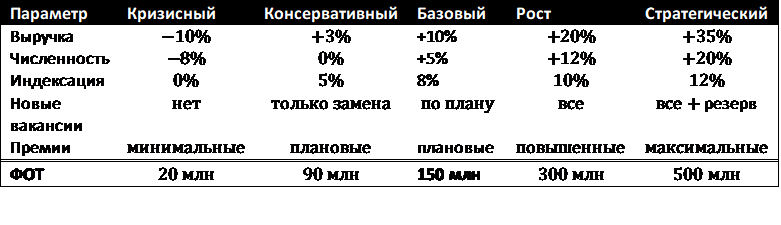 Параметр Кризисный Консервативный Базовый Рост Стратегический
Выручка −10% +3% +10% +20% +35%
Численность −8% 0% +5% +12% +20%
Индексация 0% 5% 8% 10% 12%
Новые нет только замена по плану все все + резерв
вакансии
Премии минимальные плановые плановые повышенные максимальные
ФОТ 20 млн 90 млн 150 млн 300 млн 500 млн